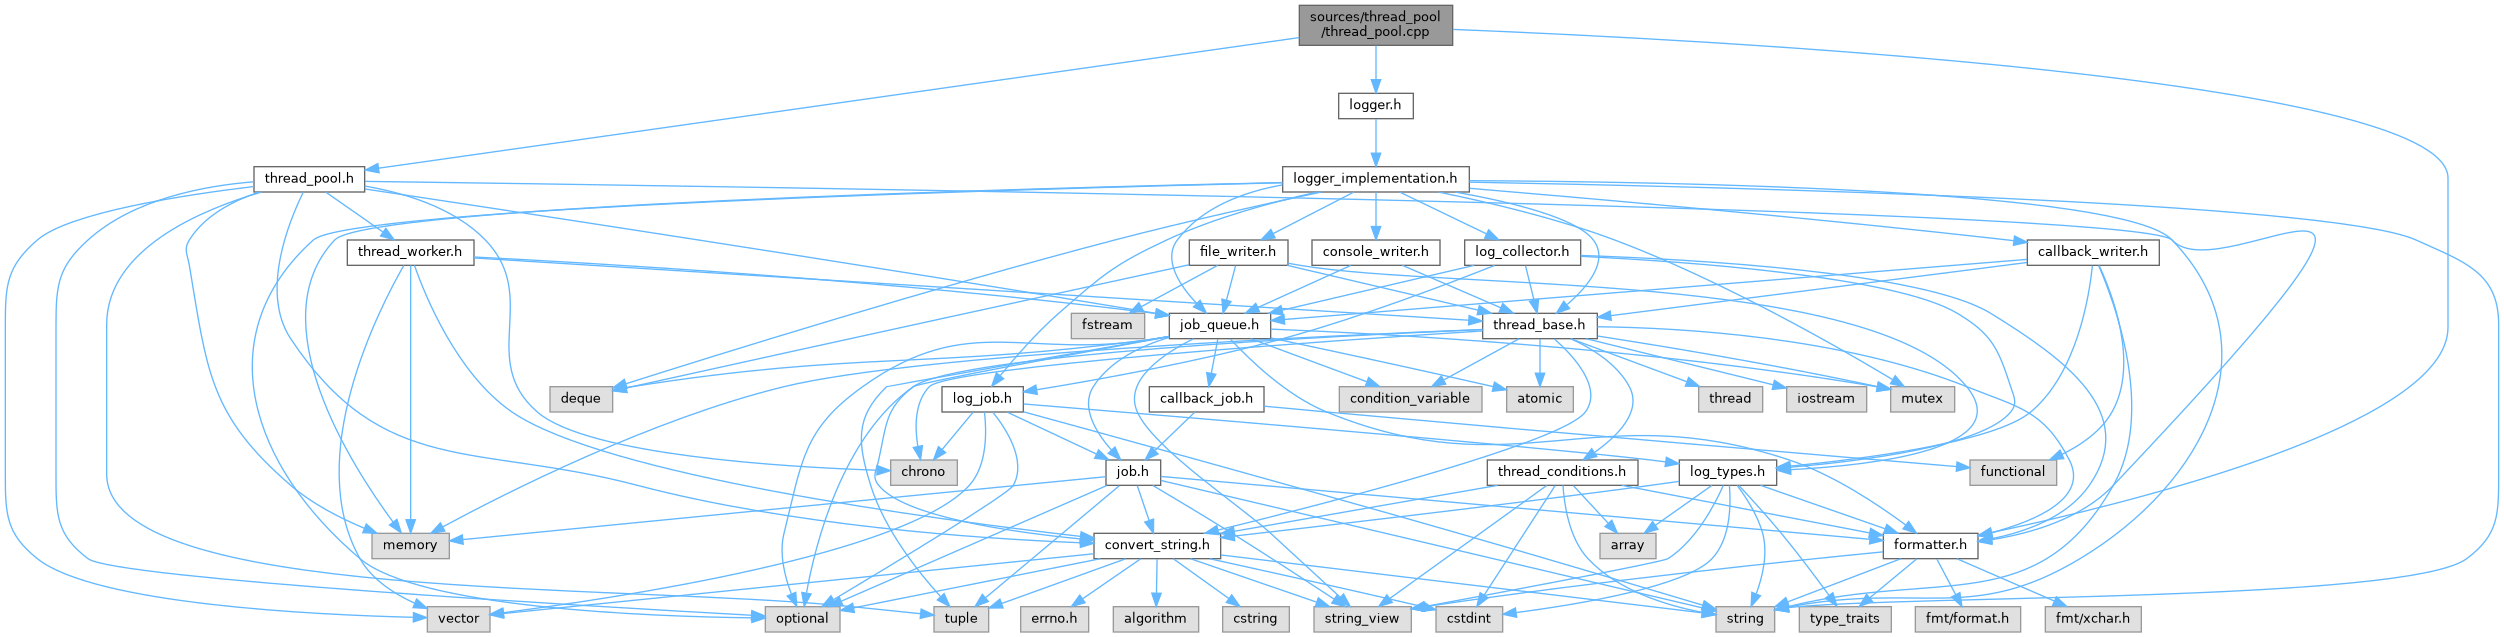 sources/thread_pool
/thread_pool.cpp
logger.h
thread_pool.h
logger_implementation.h
thread_worker.h
file_writer.h
console_writer.h
log_collector.h
callback_writer.h
fstream
job_queue.h
thread_base.h
deque
log_job.h
callback_job.h
condition_variable
atomic
thread
iostream
mutex
chrono
job.h
thread_conditions.h
log_types.h
functional
memory
convert_string.h
array
formatter.h
vector
optional
tuple
errno.h
algorithm
cstring
string_view
cstdint
string
type_traits
fmt/format.h
fmt/xchar.h